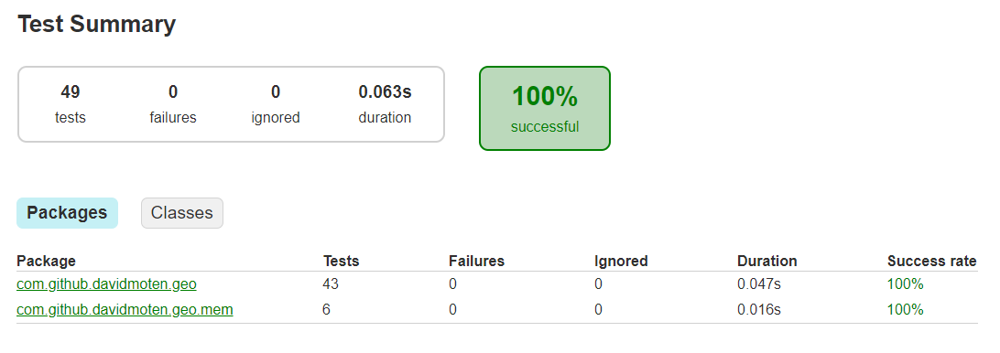 Test Summary
49 0 0 0.063s 100%
tests failures ignored duration successful
Packages Classes
Package Tests Failures Ignored Duration Success rate
com.github.davidmoten.geo 43 0 0 0.047s 100%
com.github.davidmoten.geo.mem 6 0 0 0.016s 100%